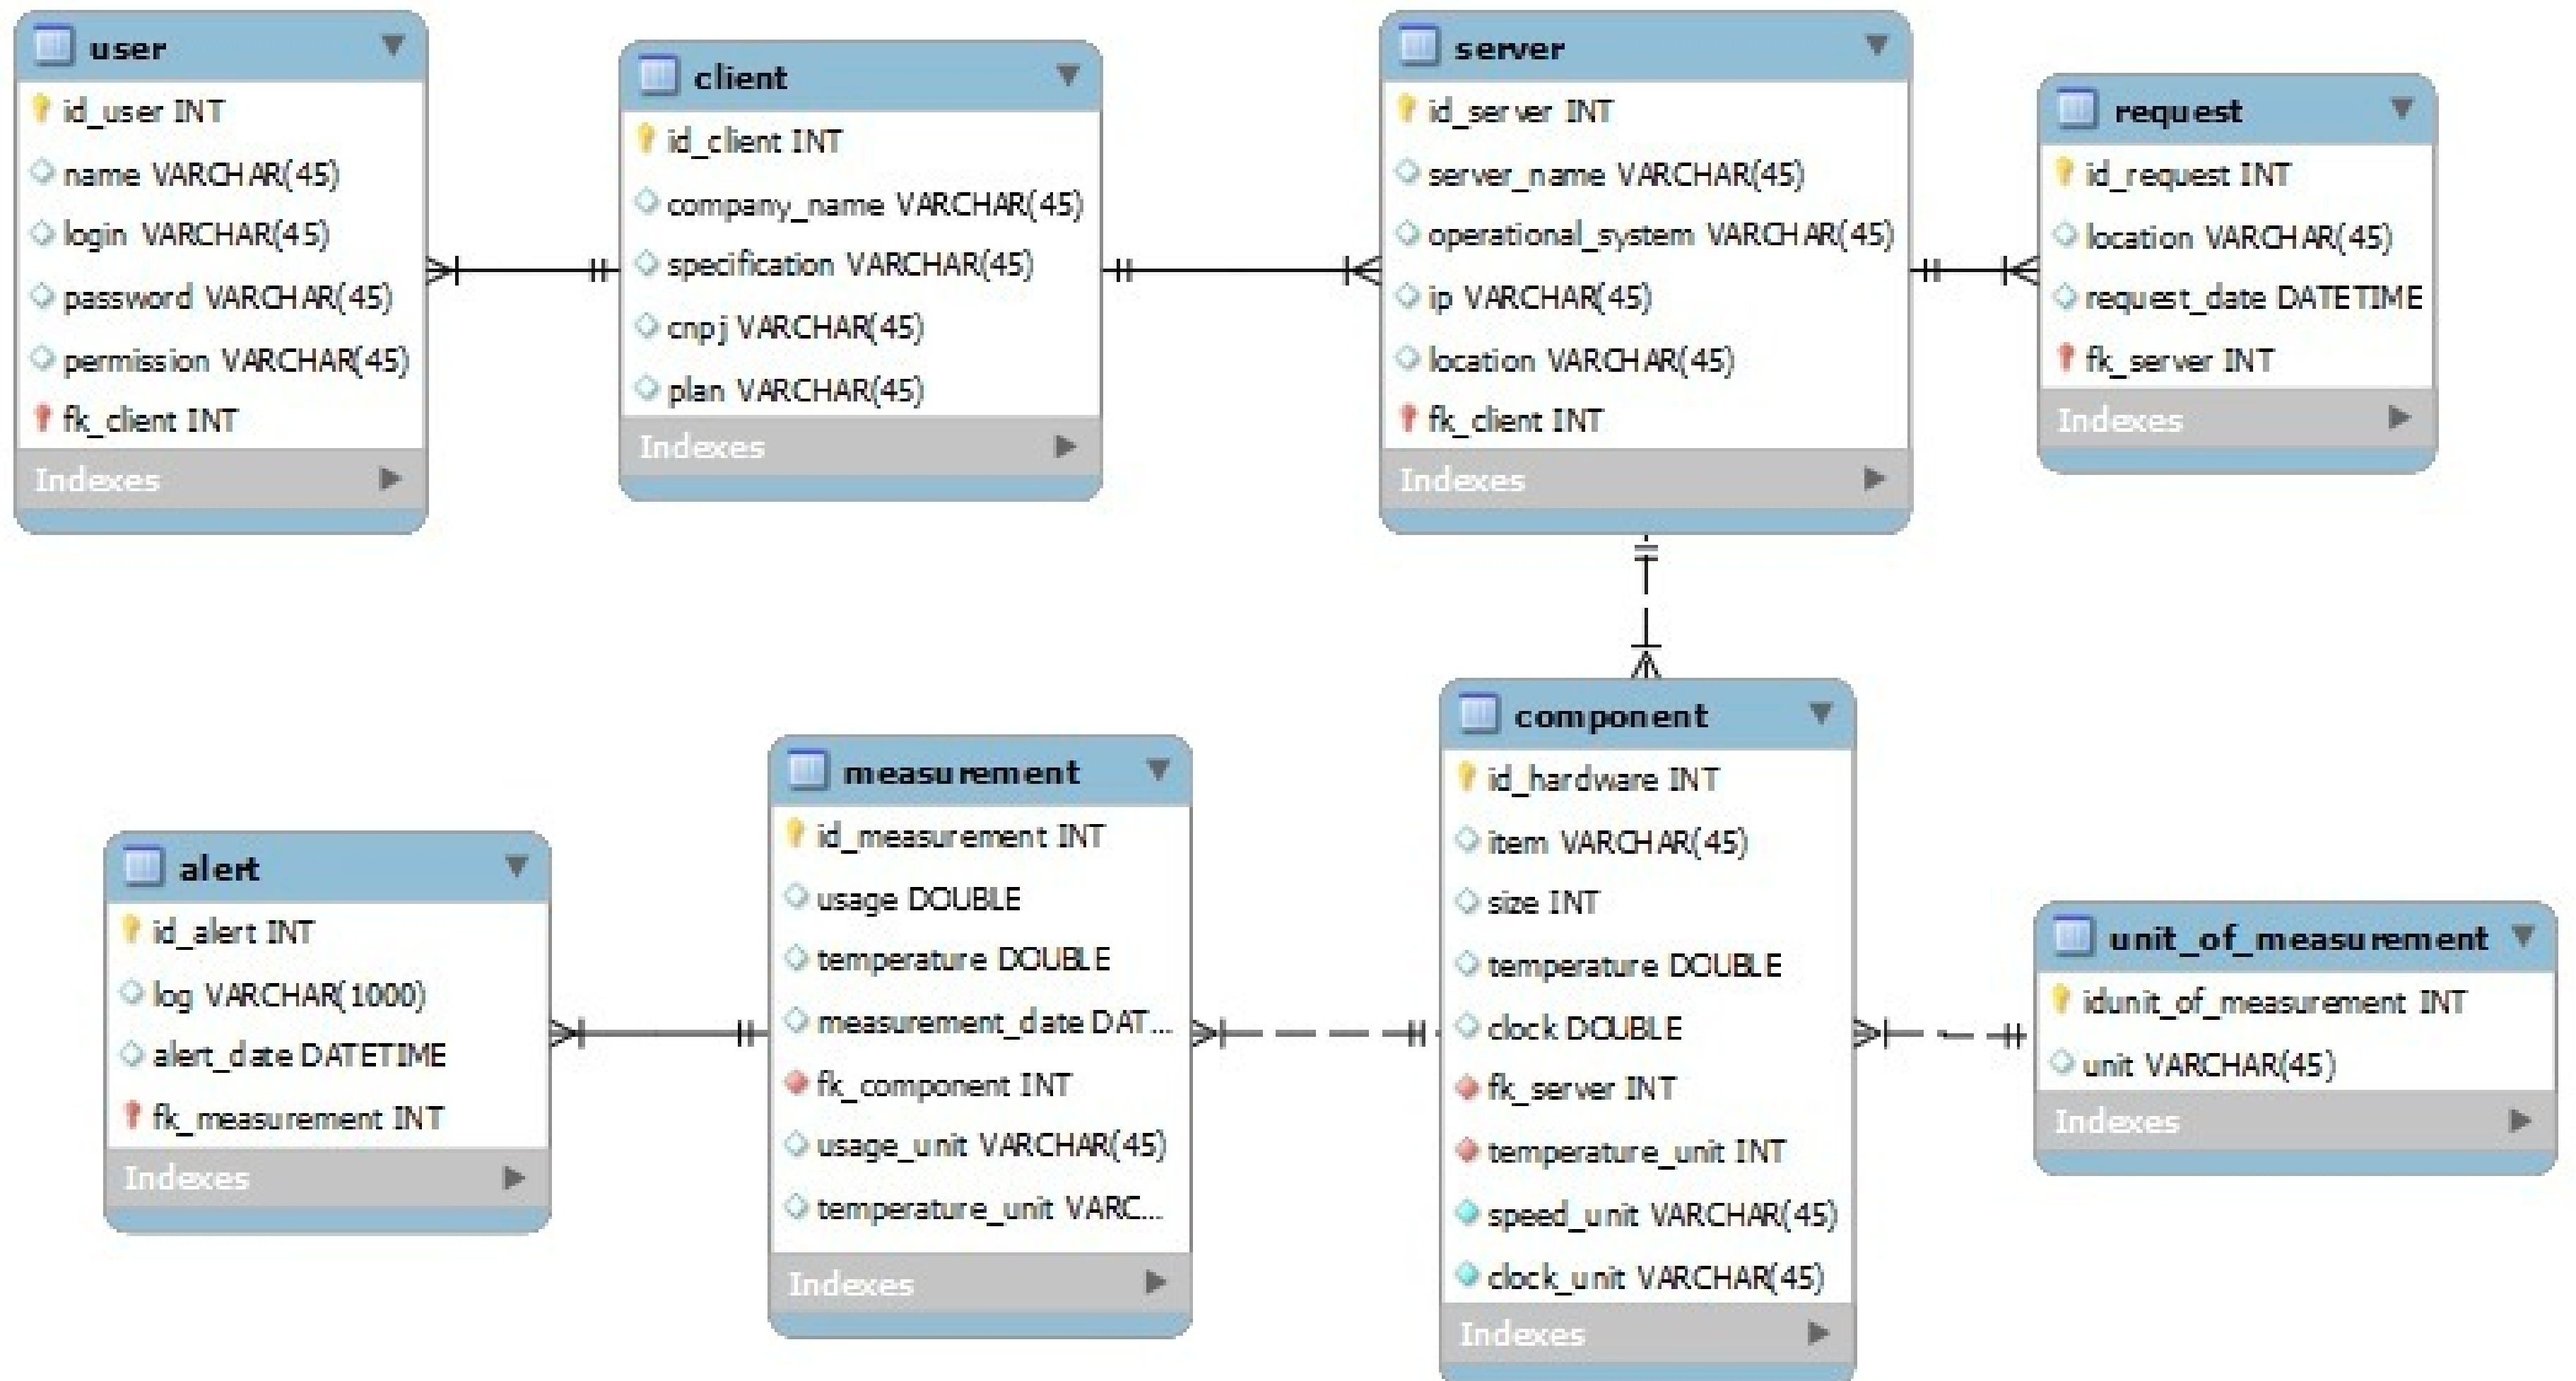 user
id_user INT
name VARCHAR(45)
login VARCHAR(45)
password VARCHAR(45)
permission VARCHAR(45)
fk_client INT
Indexes
client
id_client INT
company_name VARCHAR(45)
specification VARCHAR(45)
cnpj VARCHAR(45)
plan VARCHAR(45)
Indexes
server
id_server INT
server_name VARCHAR(45)
operational_system VARCHAR(45)
ip VARCHAR(45)
location VARCHAR(45)
fk_client INT
Indexes
request
id_request INT
location VARCHAR(45)
request_date DATETIME
fk_server INT
Indexes
alert
id_alert INT
log VARCHAR(1000)
alert_date DATETIME
fk_measurement INT
Indexes
measurement
id_measurement INT
usage DOUBLE
temperature DOUBLE
measurement_date DAT...
fk_component INT
usage_unit VARCHAR(45)
temperature_unit VARC...
Indexes
component
id_hardware INT
item VARCHAR(45)
size INT
temperature DOUBLE
clock DOUBLE
fk_server INT
temperature_unit INT
speed_unit VARCHAR(45)
clock_unit VARCHAR(45)
Indexes
unit_of_measurement
idunit_of_measurement INT
unit VARCHAR(45)
Indexes